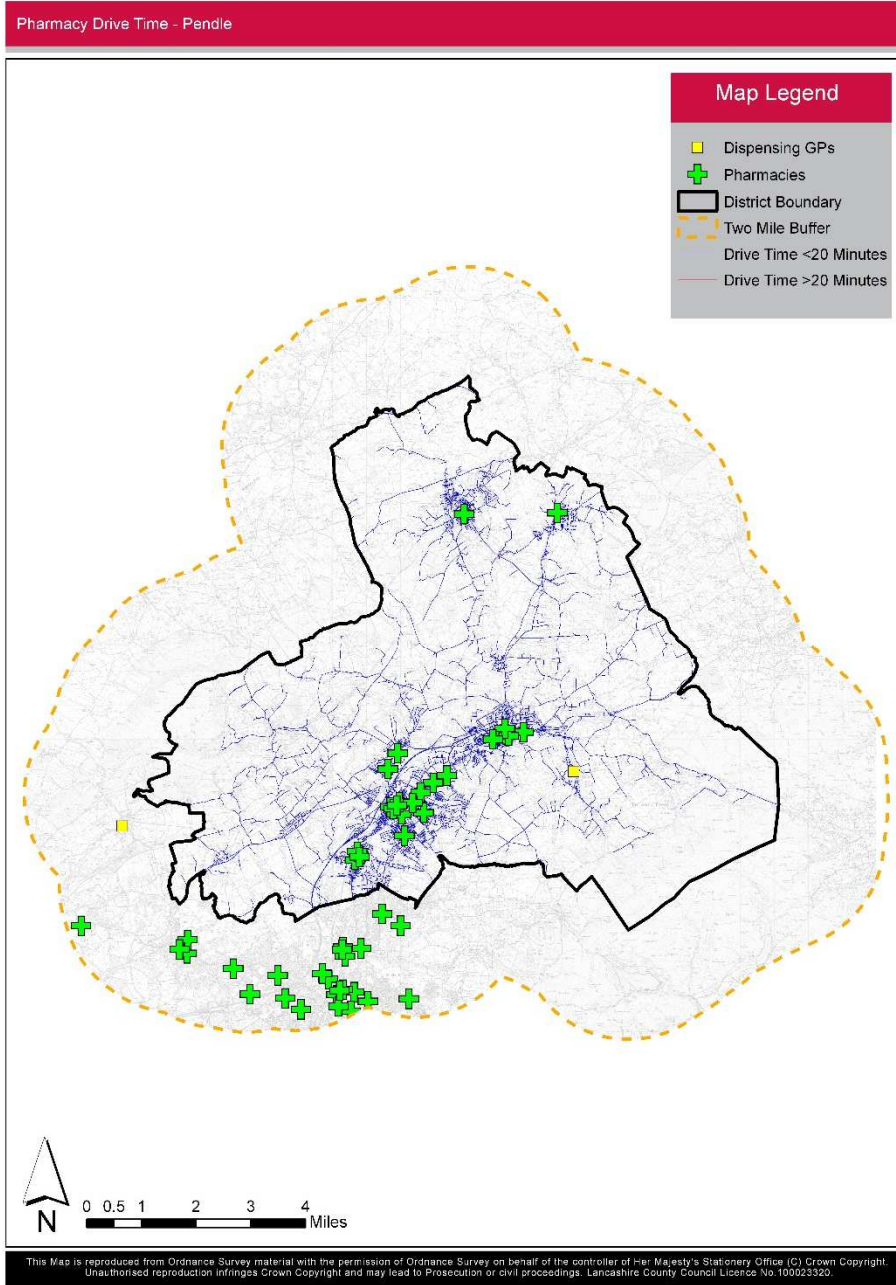 Pharmacy Drive Time - Pendle
Map Legend
Dispensing GPs
Pharmacies
District Boundary
Two Mile Buffer
Drive Time <20 Minutes
Drive Time >20 Minutes
N
0 0.5 1 2 3 4
Miles
This Map is reproduced from Ordnance Survey material with the permission of Ordnance Survey on behalf of the controller of Her Majesty's Stationery Office (C) Crown Copyright.
Unauthorised reproduction infringes Crown Copyright and may lead to Prosecution or civil proceedings. Lancashire County Council Licence No.100023320.